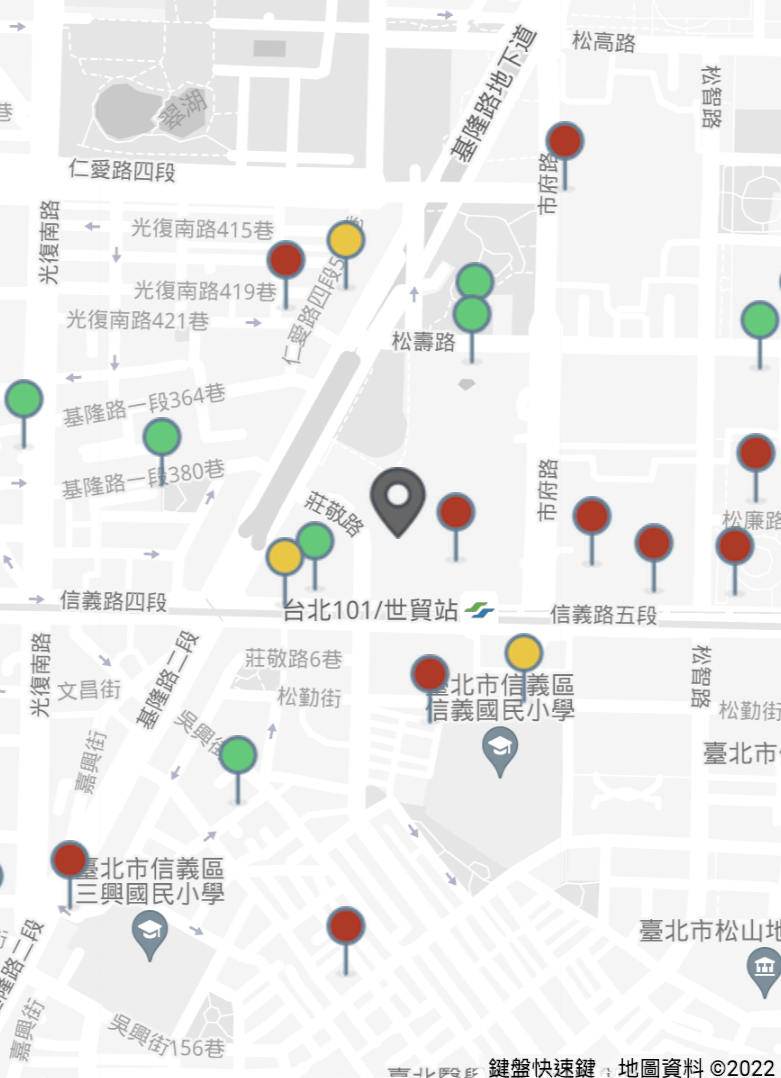 松高路
基隆路地下道
松智路
巷
翠湖
仁愛路四段
市府路
光復南路
光復南路415巷
光復南路419巷
仁愛路四段5
光復南路421巷
松壽路
基隆路一段364巷
基隆路一段380巷
市府路
莊敬路
松廉路
信義路四段
台北101/世貿站
信義路五段
光復南路
基隆路二段
莊敬路6巷
松智路
文昌街
松勤街
臺北市信義區
信義國民小學
松勤街
吳興街
嘉興街
臺北市
臺北市信義區
三興國民小學
臺北市松山地
街
基隆路二段
嘉興街
吳興街156巷
臺北醫
鍵盤快速鍵
地圖資料 ©2022